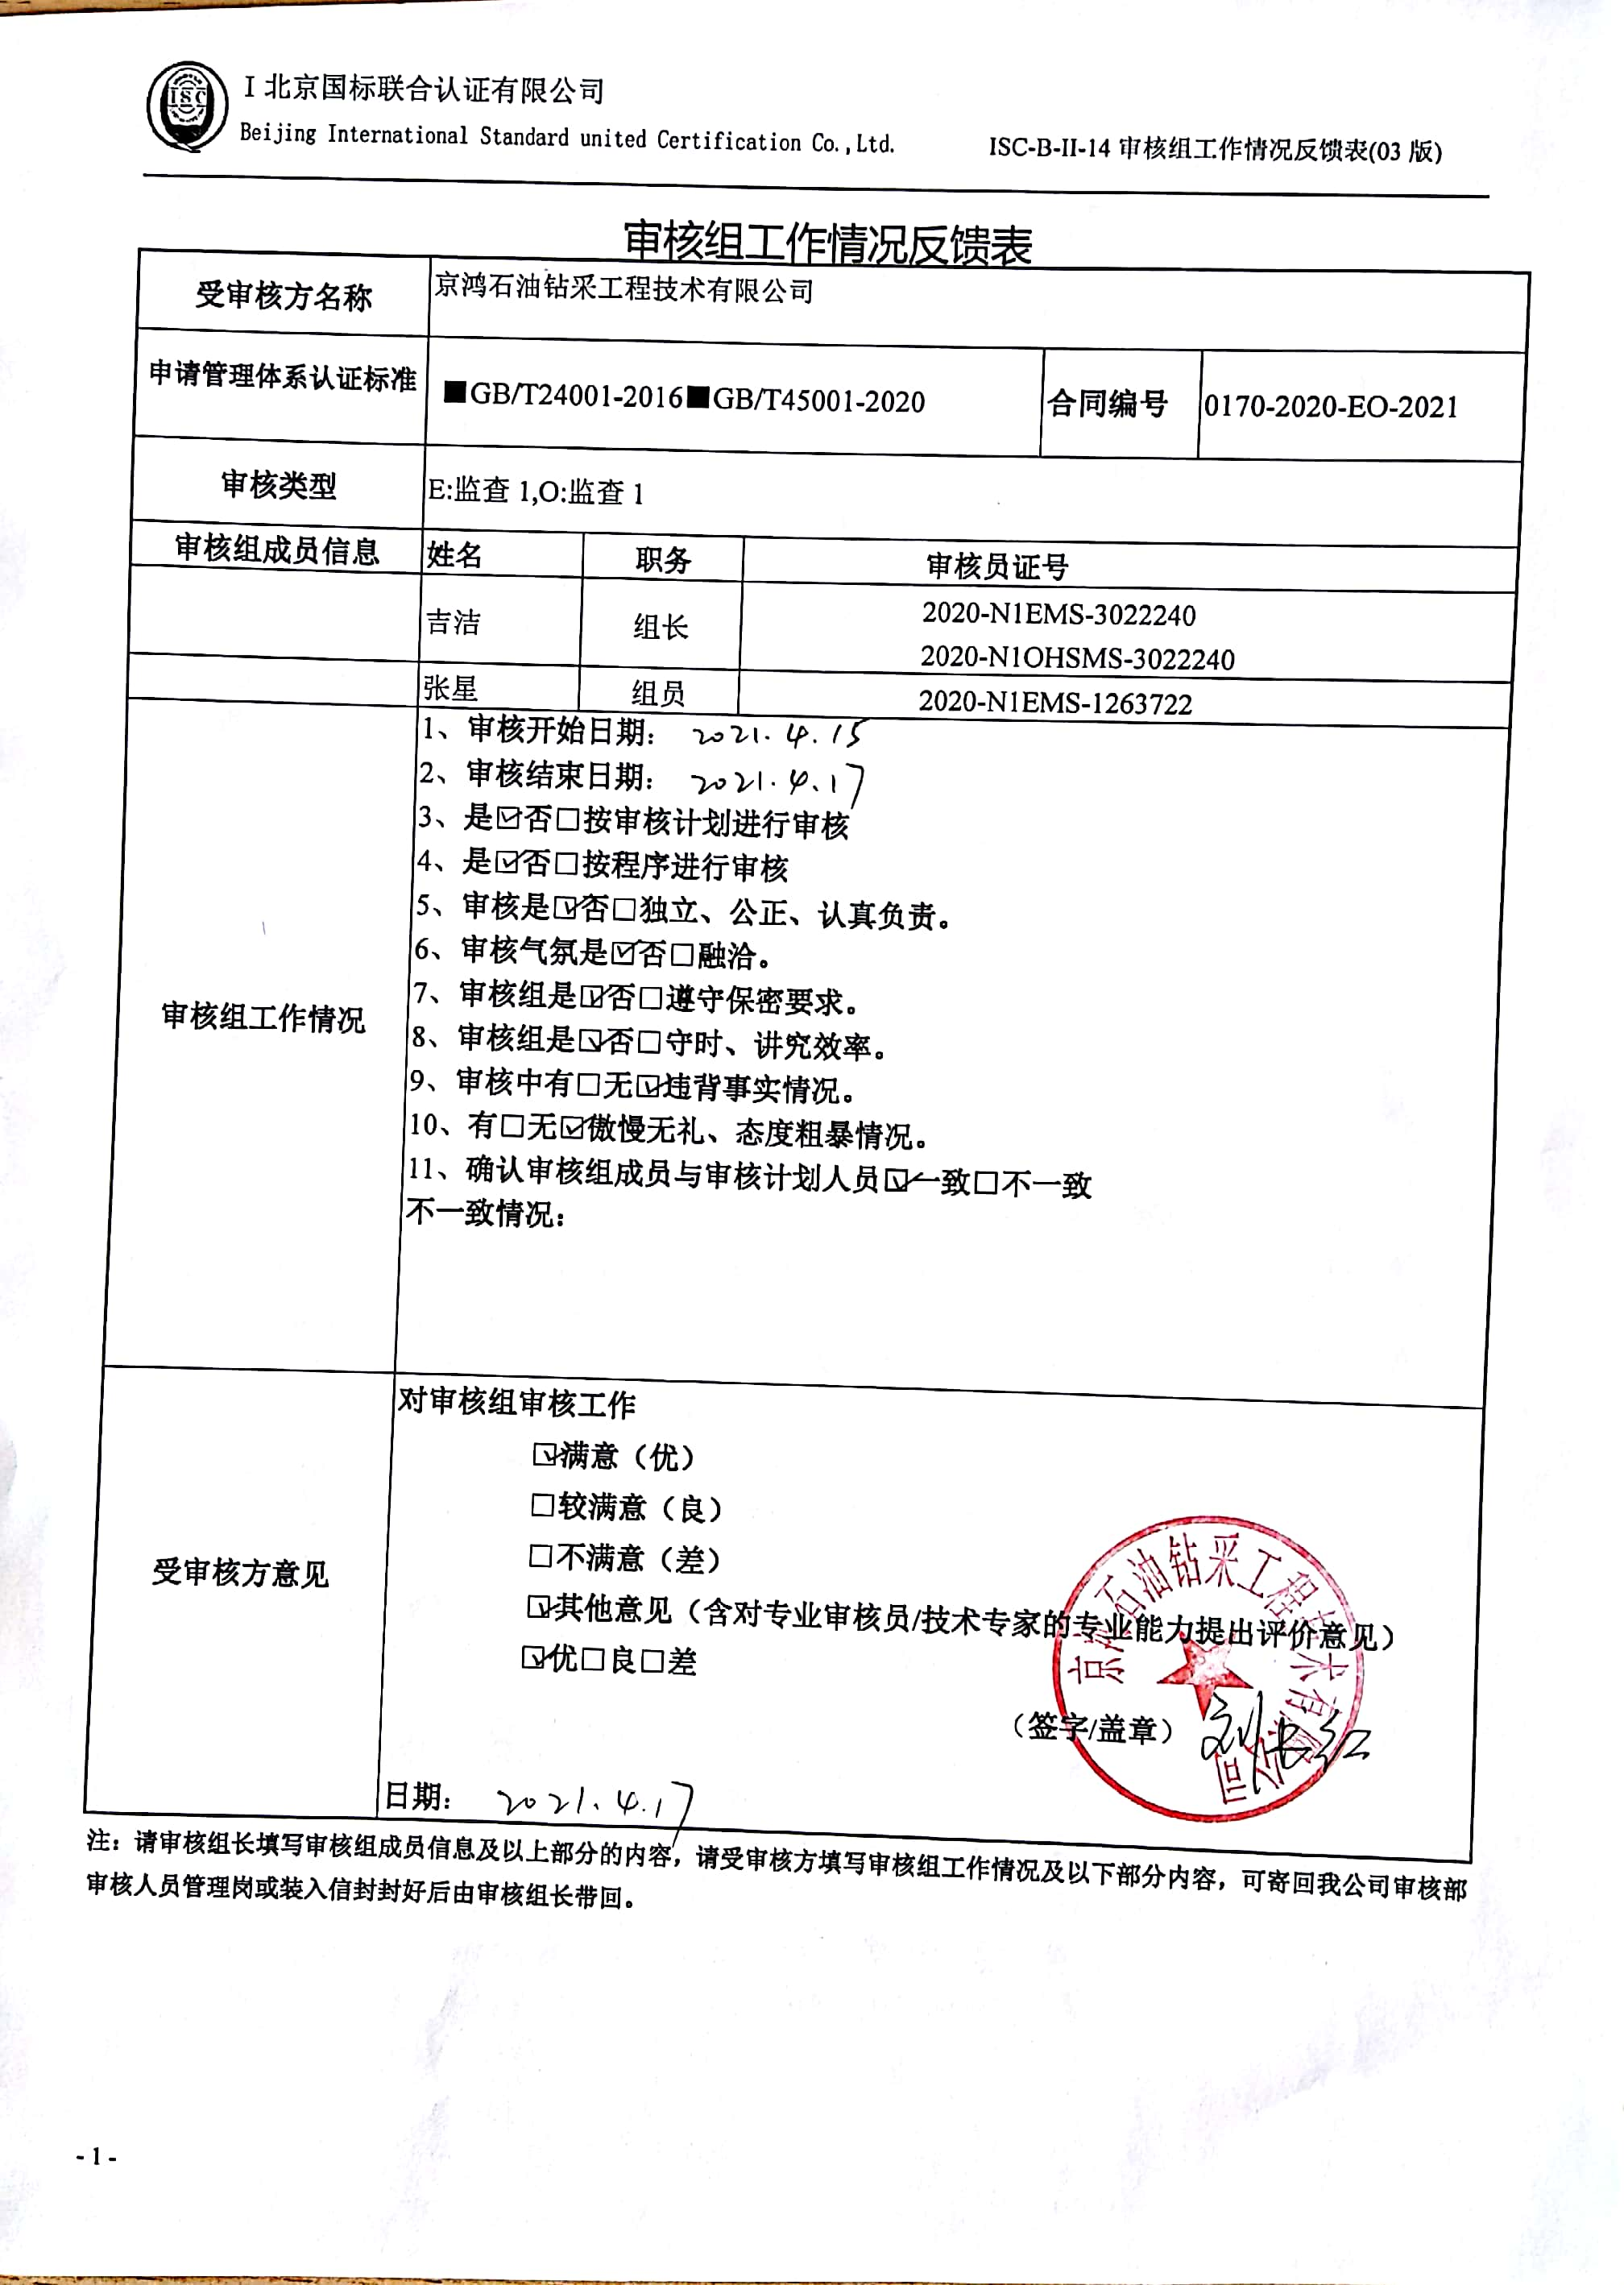 ISC
I 北京国标联合认证有限公司
Beijing International Standard united Certification Co.,Ltd.
ISC-B-II-14 审核组工作情况反馈表(03 版)
审核组工作情况反馈表
受审核方名称 京鸿石油钻采工程技术有限公司
申请管理体系认证标准 ■GB/T24001-2016■GB/T45001-2020 合同编号 0170-2020-EO-2021
审核类型 E:监查 1,O:监查 1
审核组成员信息 姓名 职务 审核员证号
吉洁 组长 2020-N1EMS-3022240
2020-N1OHSMS-3022240
张星 组员 2020-N1EMS-1263722
审核组工作情况
1、审核开始日期： 2021.4.15
2、审核结束日期： 2021.4.17
3、是☑否□按审核计划进行审核
4、是☑否□按程序进行审核
5、审核是☑否□独立、公正、认真负责。
6、审核气氛是☑否□融洽。
7、审核组是☑否□遵守保密要求。
8、审核组是☑否□守时、讲究效率。
9、审核中有□无☑违背事实情况。
10、有□无☑傲慢无礼、态度粗暴情况。
11、确认审核组成员与审核计划人员☑一致□不一致
不一致情况：
受审核方意见
对审核组审核工作
☑满意（优）
□较满意（良）
□不满意（差）
☑其他意见（含对专业审核员/技术专家的专业能力提出评价意见）
☑优□良□差
京鸿石油钻采工程技术有限公司
（签字/盖章） 刘长红
日期： 2021.4.17
注：请审核组长填写审核组成员信息及以上部分的内容，请受审核方填写审核组工作情况及以下部分内容，可寄回我公司审核部
审核人员管理岗或装入信封封好后由审核组长带回。
- 1 -